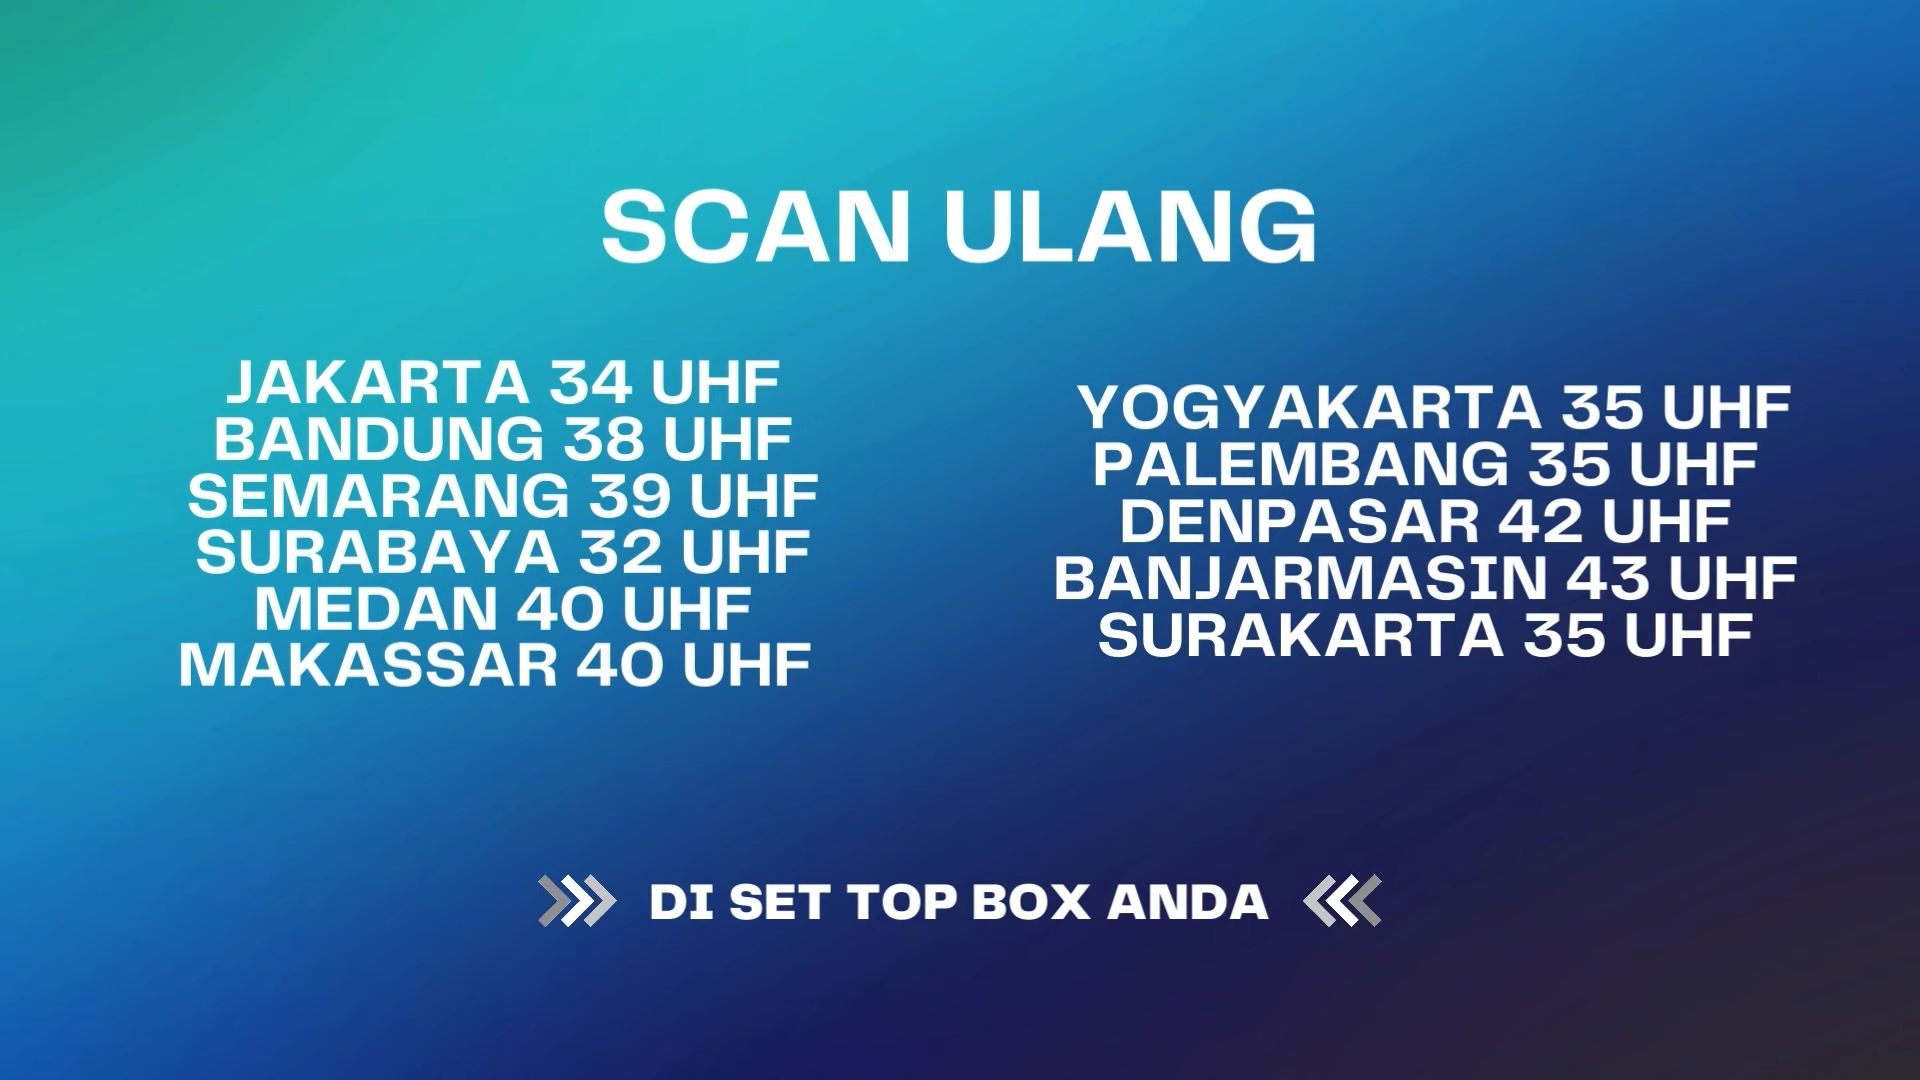 SCAN ULANG
JAKARTA 34 UHF
BANDUNG 38 UHF
SEMARANG 39 UHF
SURABAYA 32 UHF
MEDAN 40 UHF
MAKASSAR 40 UHF
YOGYAKARTA 35 UHF
PALEMBANG 35 UHF
DENPASAR 42 UHF
BANJARMASIN 43 UHF
SURAKARTA 35 UHF
DI SET TOP BOX ANDA